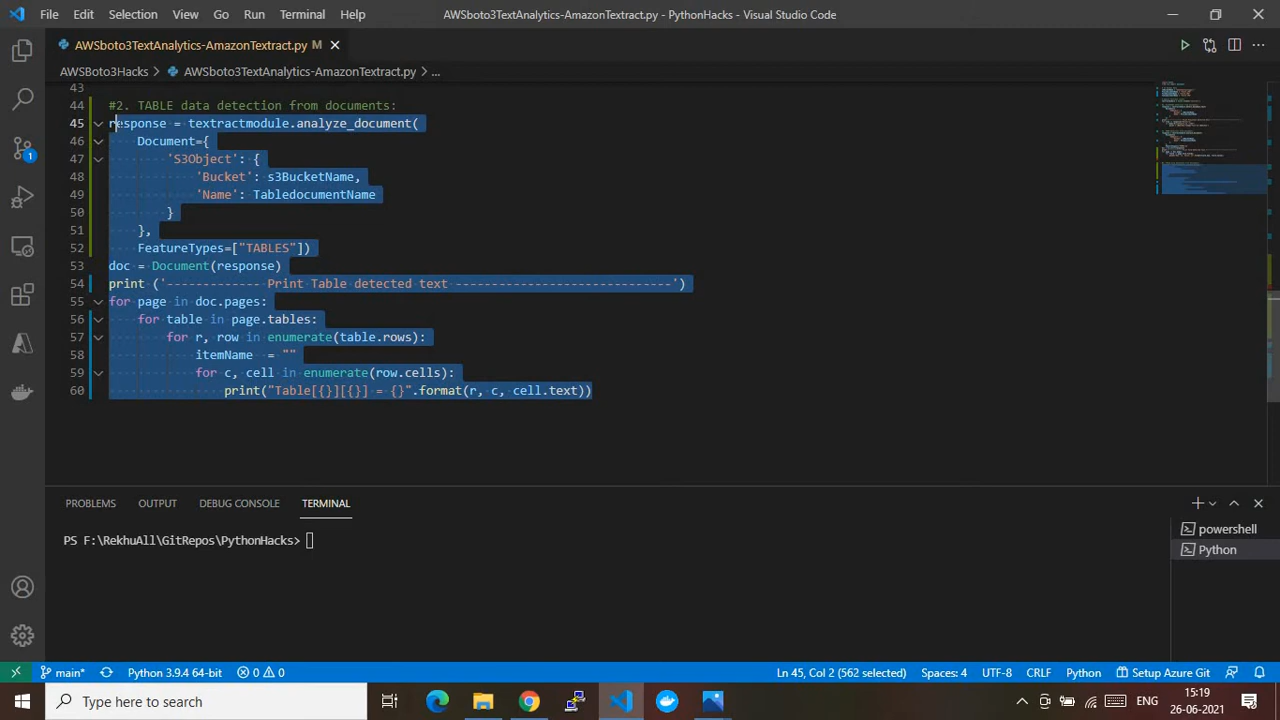 File Edit Selection View Go Run Terminal Help AWSboto3TextAnalytics-AmazonTextract.py - PythonHacks - Visual Studio Code
AWSboto3TextAnalytics-AmazonTextract.py M
AWSBoto3Hacks > AWSboto3TextAnalytics-AmazonTextract.py > ...
43
44 #2. TABLE data detection from documents:
45 response = textractmodule.analyze_document(
46 Document={
47 'S3Object': {
48 'Bucket': s3BucketName,
49 'Name': TabledocumentName
50 }
51 },
52 FeatureTypes=["TABLES"])
53 doc = Document(response)
54 print ('------------- Print Table detected text ------------------------------')
55 for page in doc.pages:
56 for table in page.tables:
57 for r, row in enumerate(table.rows):
58 itemName = ""
59 for c, cell in enumerate(row.cells):
60 print("Table[{}][{}] = {}".format(r, c, cell.text))
PROBLEMS OUTPUT DEBUG CONSOLE TERMINAL
PS F:\RekhuAll\GitRepos\PythonHacks>
powershell
Python
1
main* Python 3.9.4 64-bit 0 0 Ln 45, Col 2 (562 selected) Spaces: 4 UTF-8 CRLF Python Setup Azure Git
Type here to search
ENG
15:19
26-06-2021